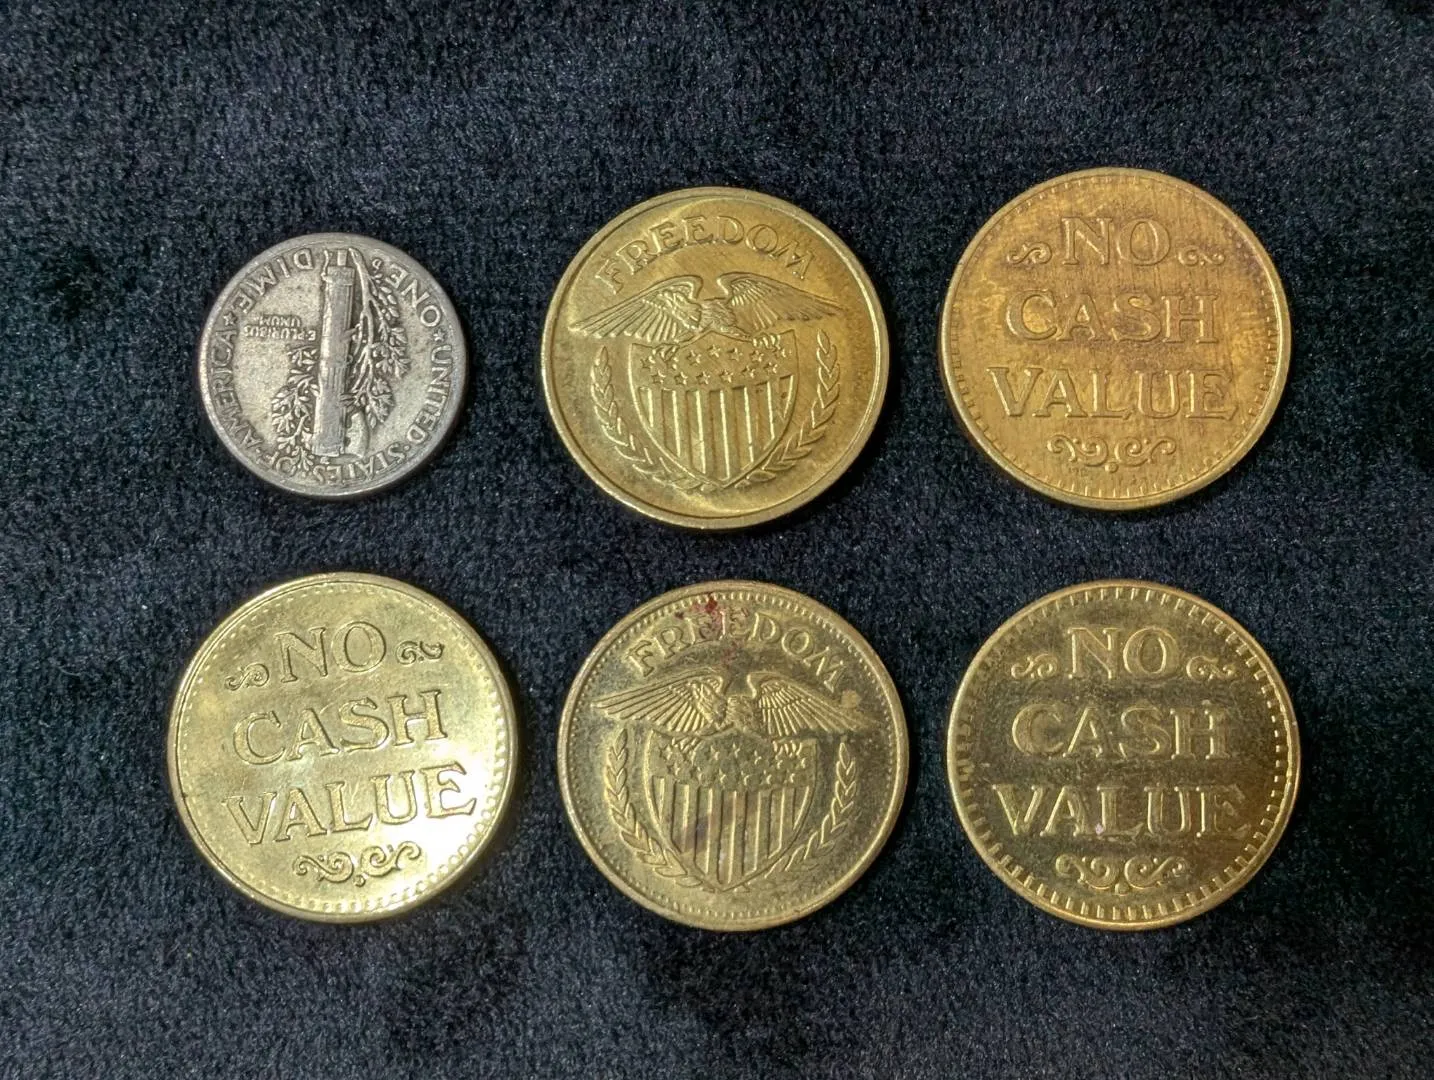 UNITED·STATES·OF·AMERICA★ONE DIME★
E·PLURIBUS
UNUM
FREEDOM
NO
CASH
VALUE
NO
CASH
VALUE
FREEDOM
NO
CASH
VALUE